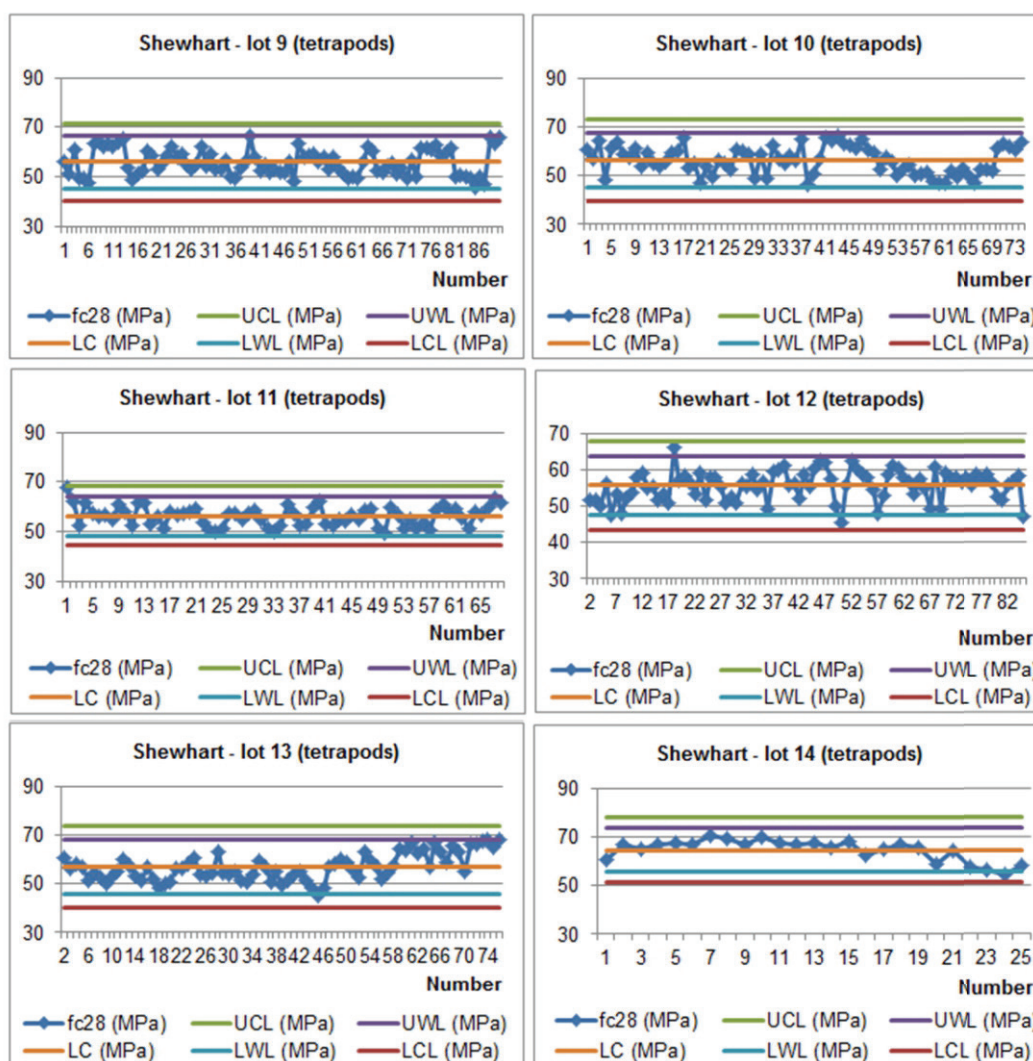 Shewhart - lot 9 (tetrapods)
90
70
50
30
1 6 11 16 21 26 31 36 41 46 51 56 61 66 71 76 81 86
Number
fc28 (MPa) UCL (MPa) UWL (MPa)
LC (MPa) LWL (MPa) LCL (MPa)
Shewhart - lot 10 (tetrapods)
90
70
50
30
1 5 9 13 17 21 25 29 33 37 41 45 49 53 57 61 65 69 73
Number
fc28 (MPa) UCL (MPa) UWL (MPa)
LC (MPa) LWL (MPa) LCL (MPa)
Shewhart - lot 11 (tetrapods)
90
70
50
30
1 5 9 13 17 21 25 29 33 37 41 45 49 53 57 61 65
Number
fc28 (MPa) UCL (MPa) UWL (MPa)
LC (MPa) LWL (MPa) LCL (MPa)
Shewhart - lot 12 (tetrapods)
70
60
50
40
30
2 7 12 17 22 27 32 37 42 47 52 57 62 67 72 77 82
Number
fc28 (MPa) UCL (MPa) UWL (MPa)
LC (MPa) LWL (MPa) LCL (MPa)
Shewhart - lot 13 (tetrapods)
90
70
50
30
2 6 10 14 18 22 26 30 34 38 42 46 50 54 58 62 66 70 74
Number
fc28 (MPa) UCL (MPa) UWL (MPa)
LC (MPa) LWL (MPa) LCL (MPa)
Shewhart - lot 14 (tetrapods)
90
70
50
30
1 3 5 7 9 11 13 15 17 19 21 23 25
Number
fc28 (MPa) UCL (MPa) UWL (MPa)
LC (MPa) LWL (MPa) LCL (MPa)